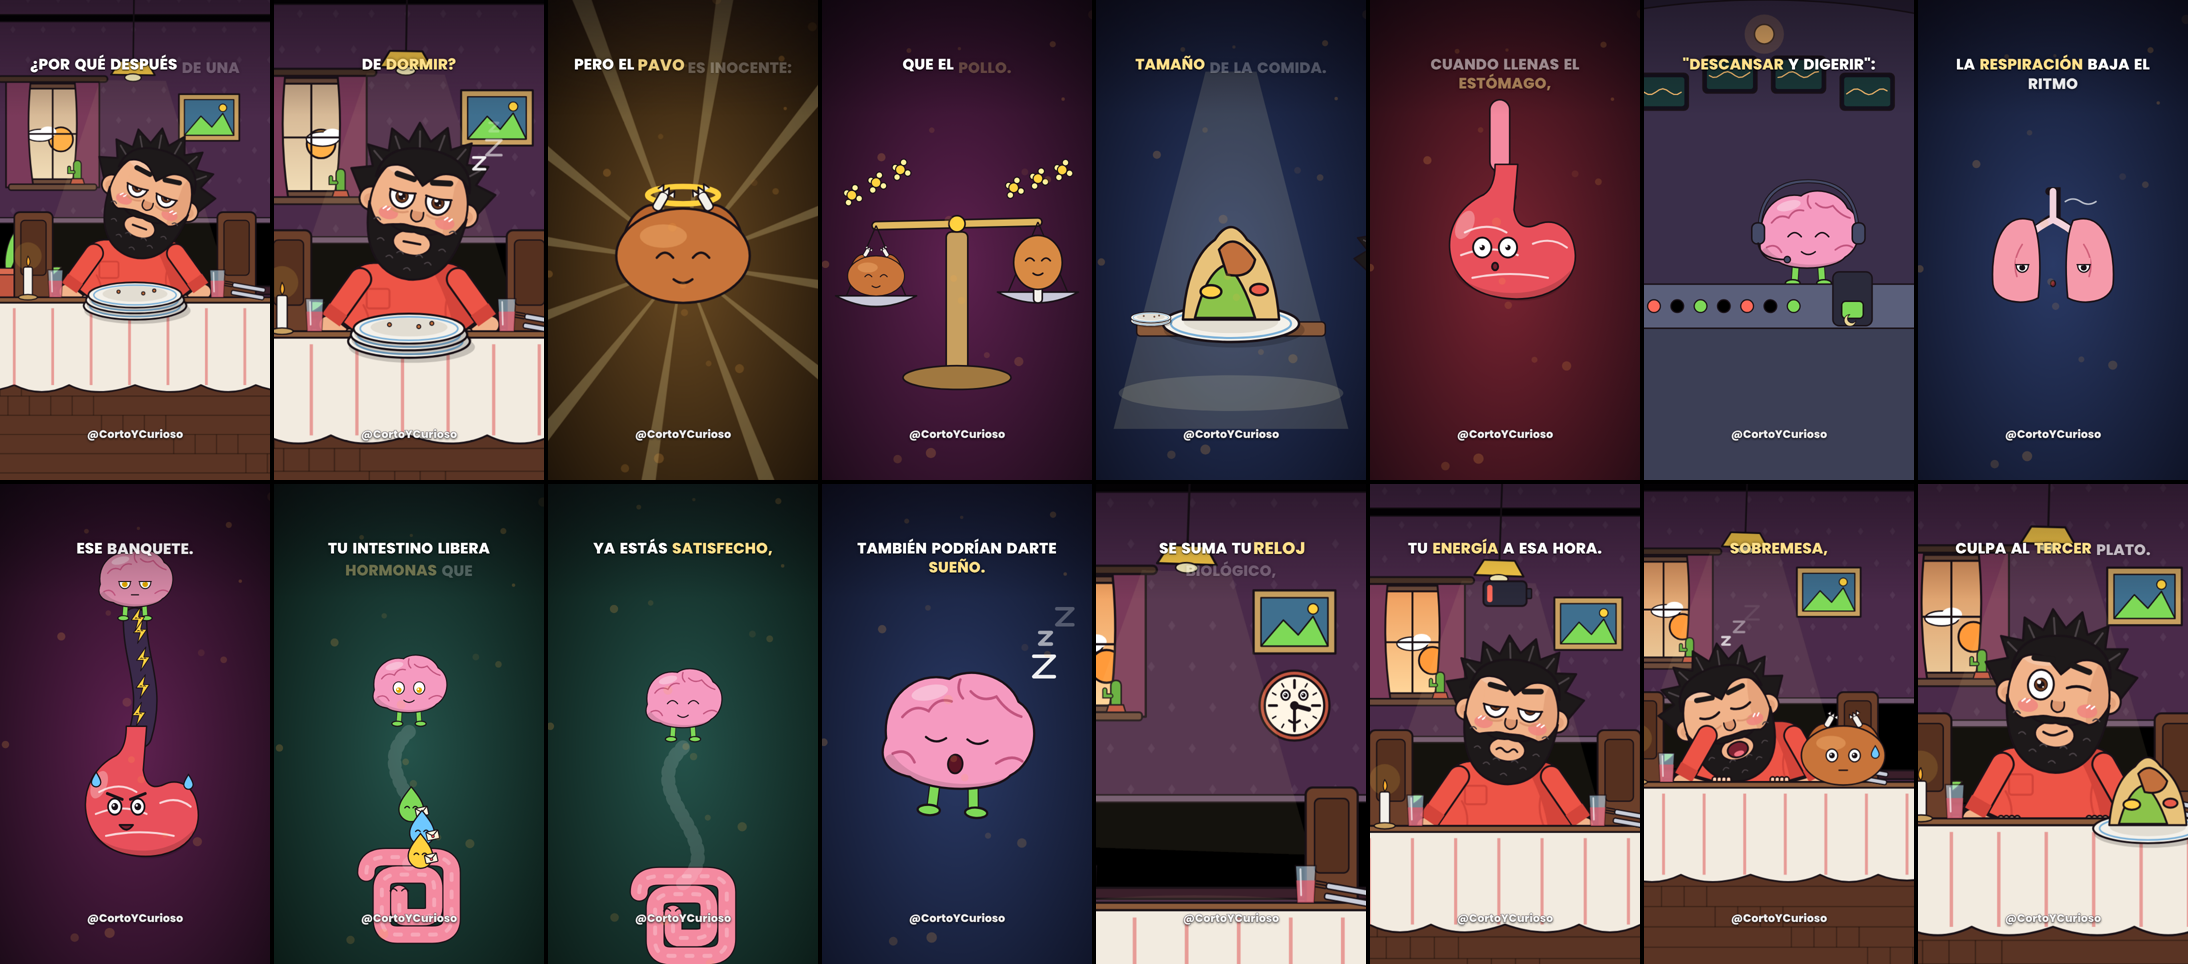 ¿POR QUÉ DESPUÉS DE UNA
@CortoYCurioso
DE DORMIR?
Z
Z
@CortoYCurioso
PERO EL PAVO ES INOCENTE:
@CortoYCurioso
QUE EL POLLO.
@CortoYCurioso
TAMAÑO DE LA COMIDA.
@CortoYCurioso
CUANDO LLENAS EL
ESTÓMAGO,
@CortoYCurioso
"DESCANSAR Y DIGERIR":
@CortoYCurioso
LA RESPIRACIÓN BAJA EL
RITMO
@CortoYCurioso
ESE BANQUETE.
@CortoYCurioso
TU INTESTINO LIBERA
HORMONAS QUE
@CortoYCurioso
YA ESTÁS SATISFECHO,
@CortoYCurioso
TAMBIÉN PODRÍAN DARTE
SUEÑO.
Z
Z
Z
@CortoYCurioso
SE SUMA TU RELOJ
BIOLÓGICO,
@CortoYCurioso
TU ENERGÍA A ESA HORA.
@CortoYCurioso
SOBREMESA,
Z
Z
Z
@CortoYCurioso
CULPA AL TERCER PLATO.
@CortoYCurioso